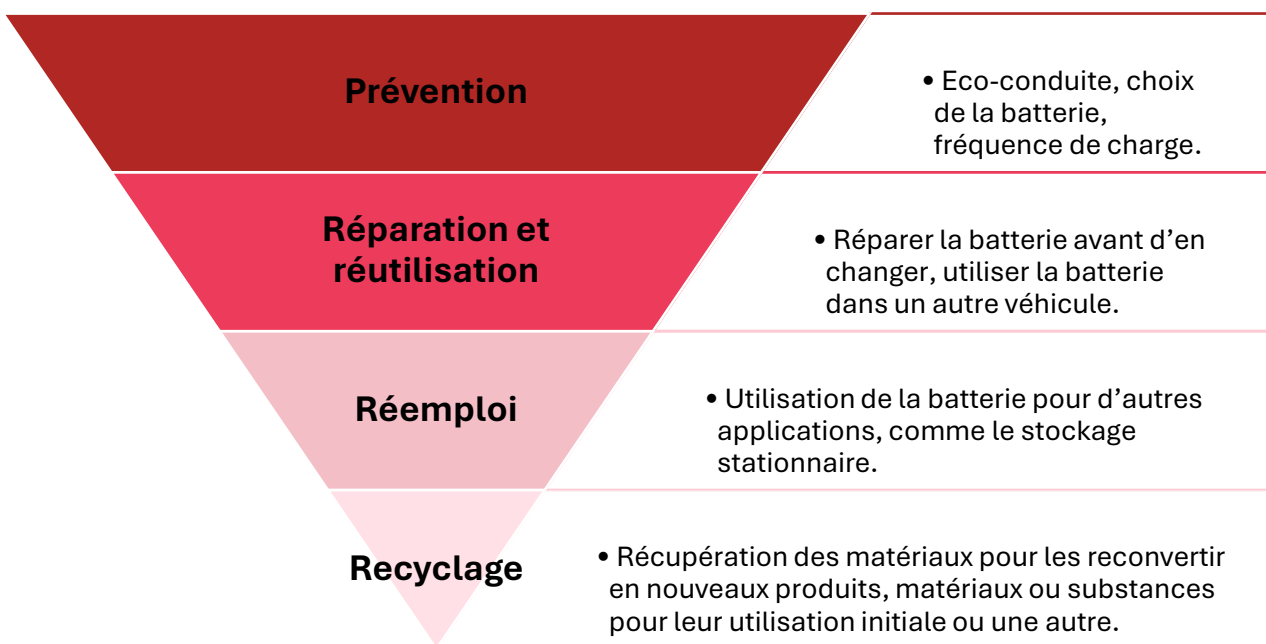 Prévention
• Eco-conduite, choix
de la batterie,
fréquence de charge.
Réparation et
réutilisation
• Réparer la batterie avant d’en
changer, utiliser la batterie
dans un autre véhicule.
Réemploi
• Utilisation de la batterie pour d’autres
applications, comme le stockage
stationnaire.
Recyclage
• Récupération des matériaux pour les reconvertir
en nouveaux produits, matériaux ou substances
pour leur utilisation initiale ou une autre.